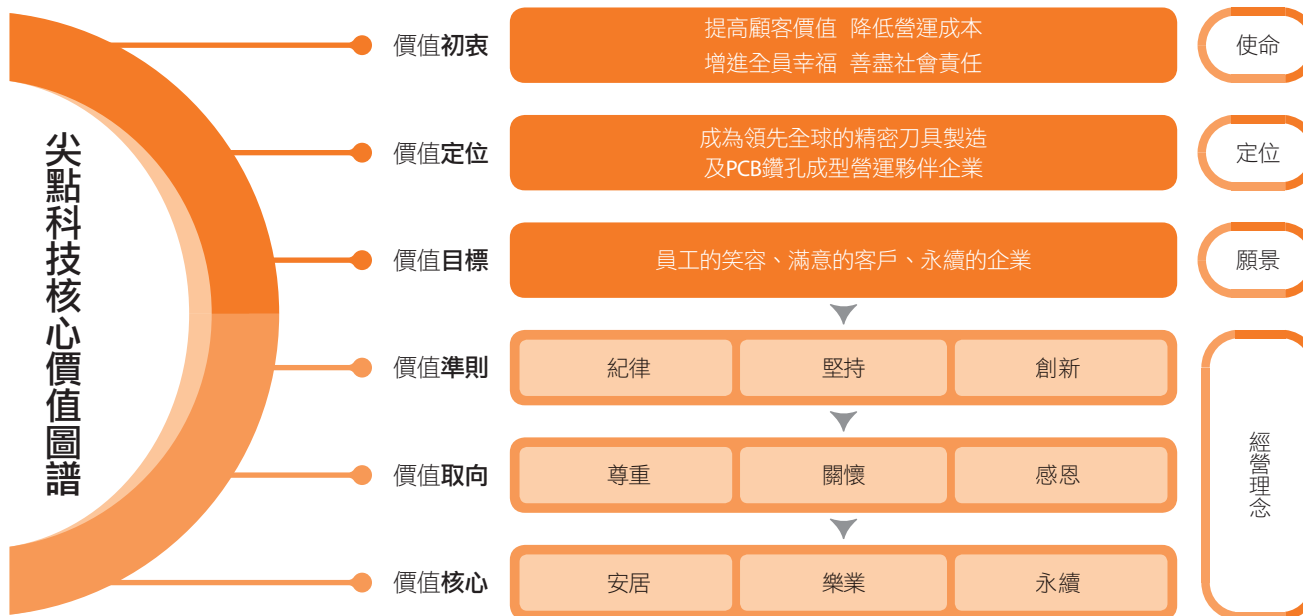 尖點科技核心價值圖譜
價值初衷
提高顧客價值 降低營運成本
增進全員幸福 善盡社會責任
使命
價值定位
成為領先全球的精密刀具製造
及PCB鑽孔成型營運夥伴企業
定位
價值目標
員工的笑容、滿意的客戶、永續的企業
願景
價值準則
紀律
堅持
創新
價值取向
尊重
關懷
感恩
經營理念
價值核心
安居
樂業
永續